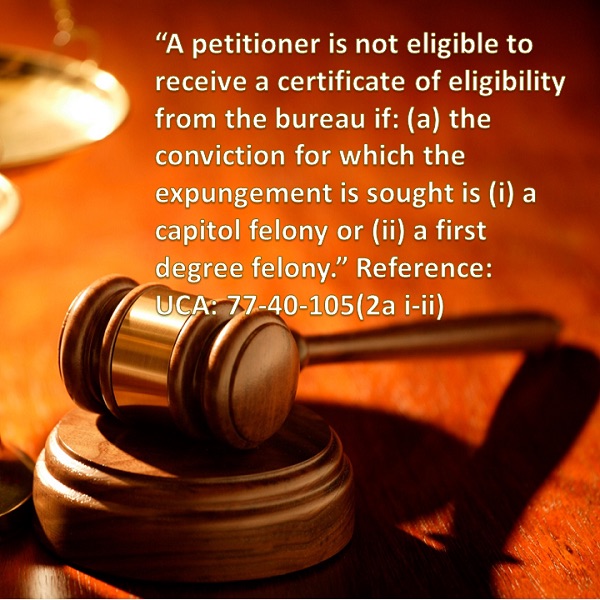 “A petitioner is not eligible to
receive a certificate of eligibility
from the bureau if: (a) the
conviction for which the
expungement is sought is (i) a
capitol felony or (ii) a first
degree felony.” Reference:
UCA: 77-40-105(2a i-ii)